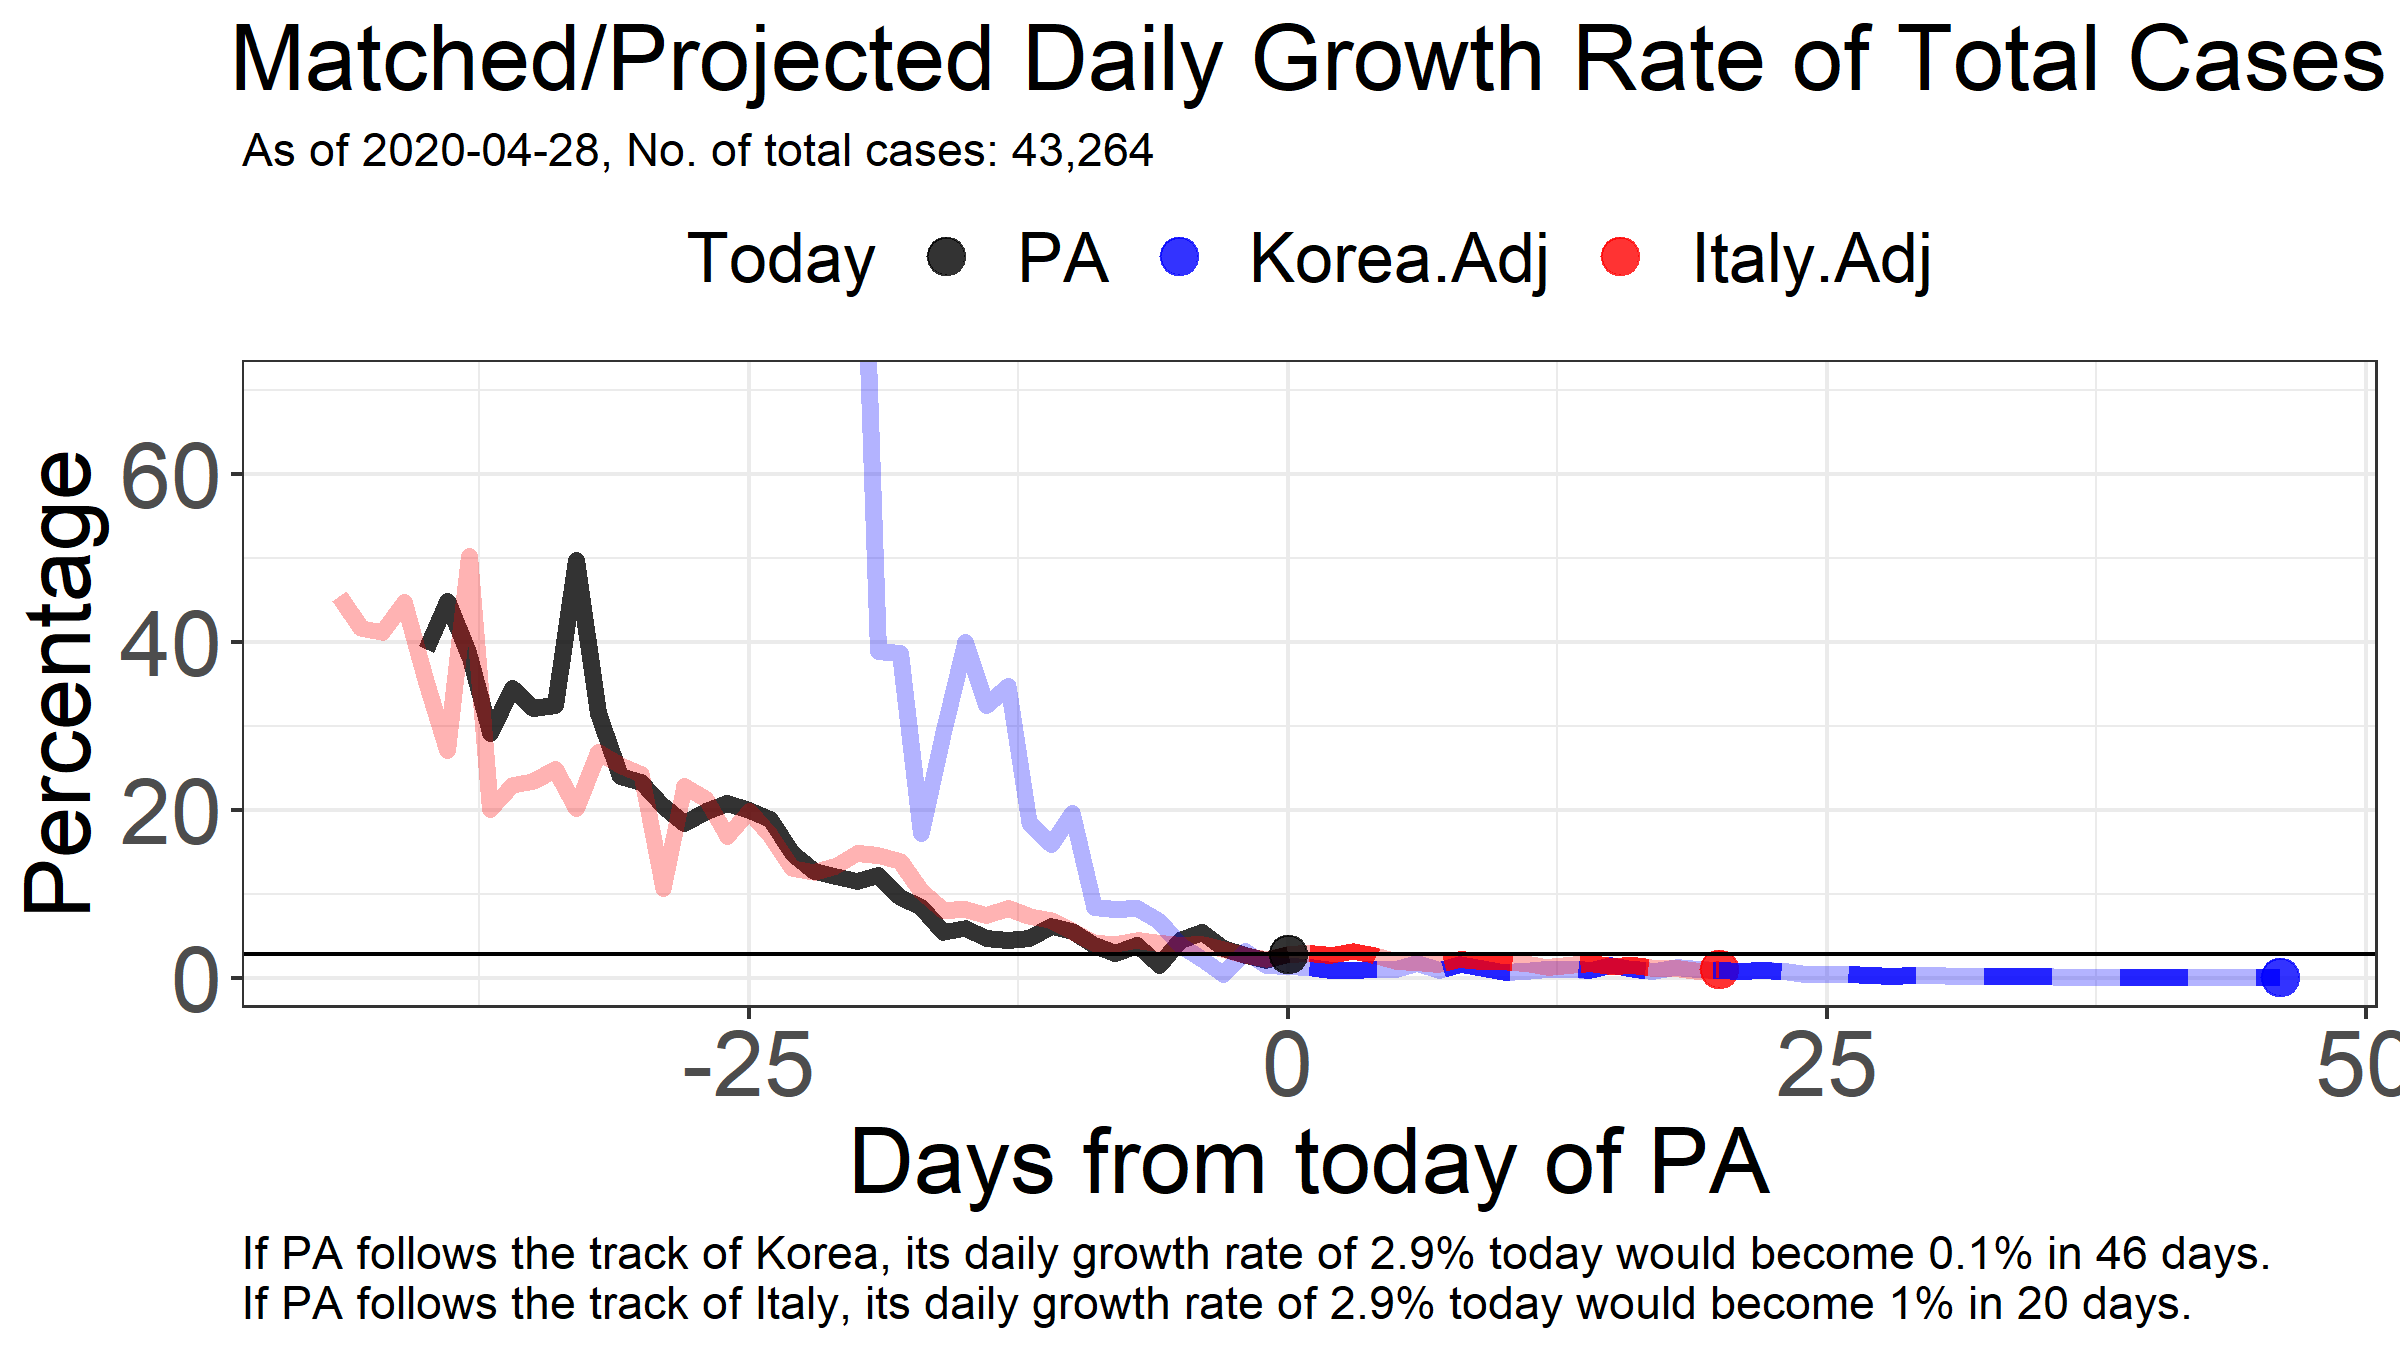 Matched/Projected Daily Growth Rate of Total Cases
As of 2020-04-28, No. of total cases: 43,264
Today PA Korea.Adj Italy.Adj
Percentage
60
40
20
0
-25 0 25 50
Days from today of PA
If PA follows the track of Korea, its daily growth rate of 2.9% today would become 0.1% in 46 days.
If PA follows the track of Italy, its daily growth rate of 2.9% today would become 1% in 20 days.